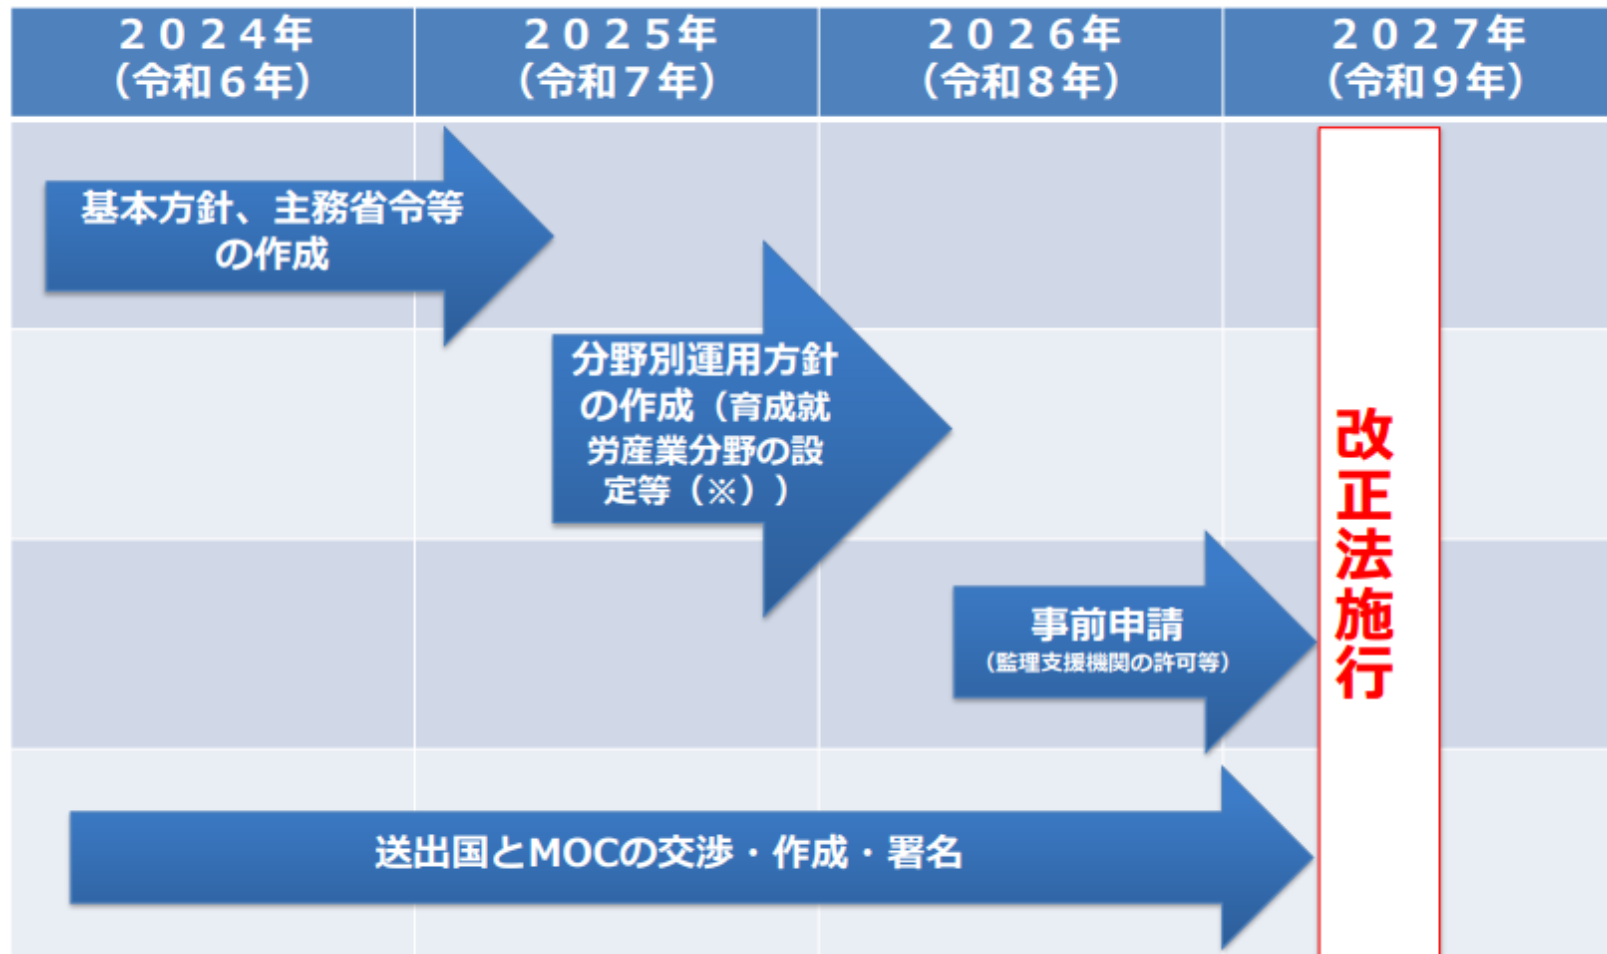 ２０２４年
（令和６年）
２０２５年
（令和７年）
２０２６年
（令和８年）
２０２７年
（令和９年）
基本方針、主務省令等
の作成
分野別運用方針
の作成（育成就
労産業分野の設
定等（※））
事前申請
（監理支援機関の許可等）
送出国とMOCの交渉・作成・署名
改正法施行